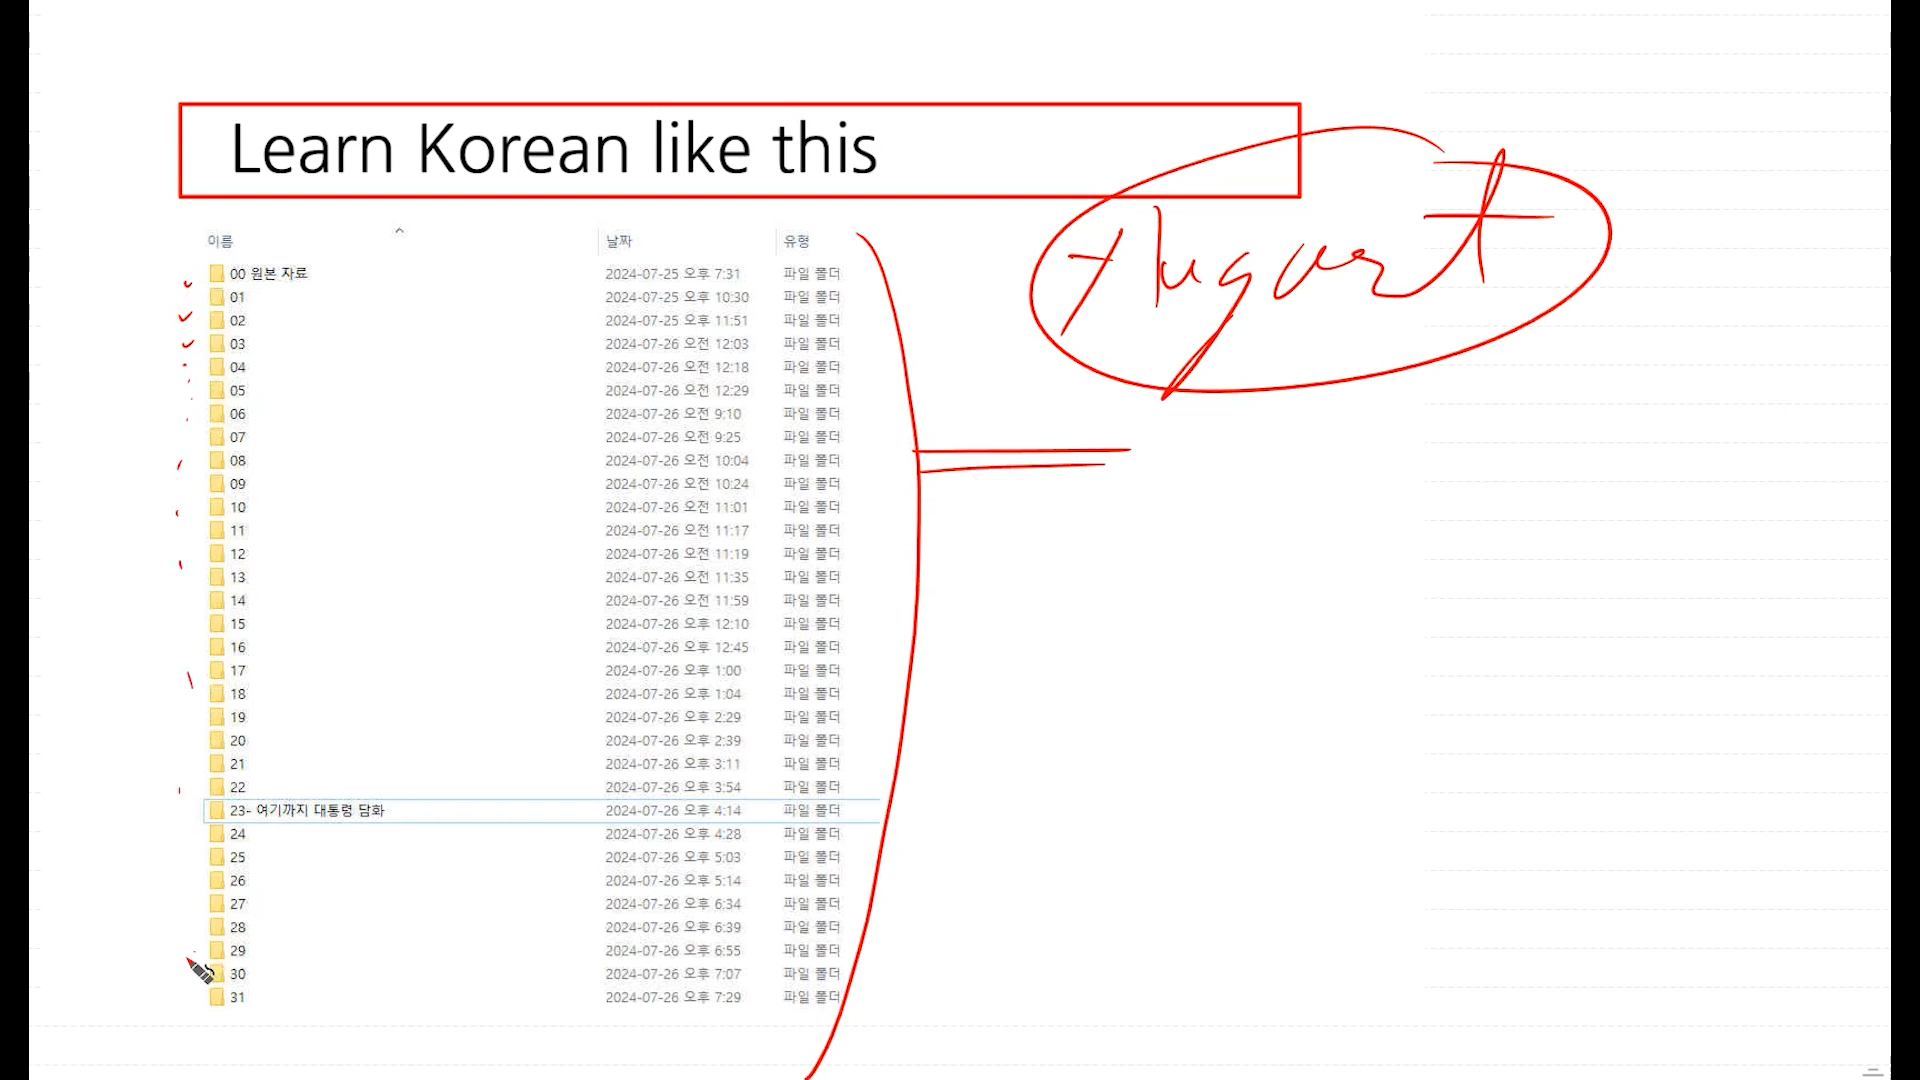 Learn Korean like this
August
이름 날짜 유형
00 원본 자료 2024-07-25 오후 7:31 파일 폴더
01 2024-07-25 오후 10:30 파일 폴더
02 2024-07-25 오후 11:51 파일 폴더
03 2024-07-26 오전 12:03 파일 폴더
04 2024-07-26 오전 12:18 파일 폴더
05 2024-07-26 오전 12:29 파일 폴더
06 2024-07-26 오전 9:10 파일 폴더
07 2024-07-26 오전 9:25 파일 폴더
08 2024-07-26 오전 10:04 파일 폴더
09 2024-07-26 오전 10:24 파일 폴더
10 2024-07-26 오전 11:01 파일 폴더
11 2024-07-26 오전 11:17 파일 폴더
12 2024-07-26 오전 11:19 파일 폴더
13 2024-07-26 오전 11:35 파일 폴더
14 2024-07-26 오전 11:59 파일 폴더
15 2024-07-26 오후 12:10 파일 폴더
16 2024-07-26 오후 12:45 파일 폴더
17 2024-07-26 오후 1:00 파일 폴더
18 2024-07-26 오후 1:04 파일 폴더
19 2024-07-26 오후 2:29 파일 폴더
20 2024-07-26 오후 2:39 파일 폴더
21 2024-07-26 오후 3:11 파일 폴더
22 2024-07-26 오후 3:54 파일 폴더
23- 여기까지 대통령 담화 2024-07-26 오후 4:14 파일 폴더
24 2024-07-26 오후 4:28 파일 폴더
25 2024-07-26 오후 5:03 파일 폴더
26 2024-07-26 오후 5:14 파일 폴더
27 2024-07-26 오후 6:34 파일 폴더
28 2024-07-26 오후 6:39 파일 폴더
29 2024-07-26 오후 6:55 파일 폴더
30 2024-07-26 오후 7:07 파일 폴더
31 2024-07-26 오후 7:29 파일 폴더